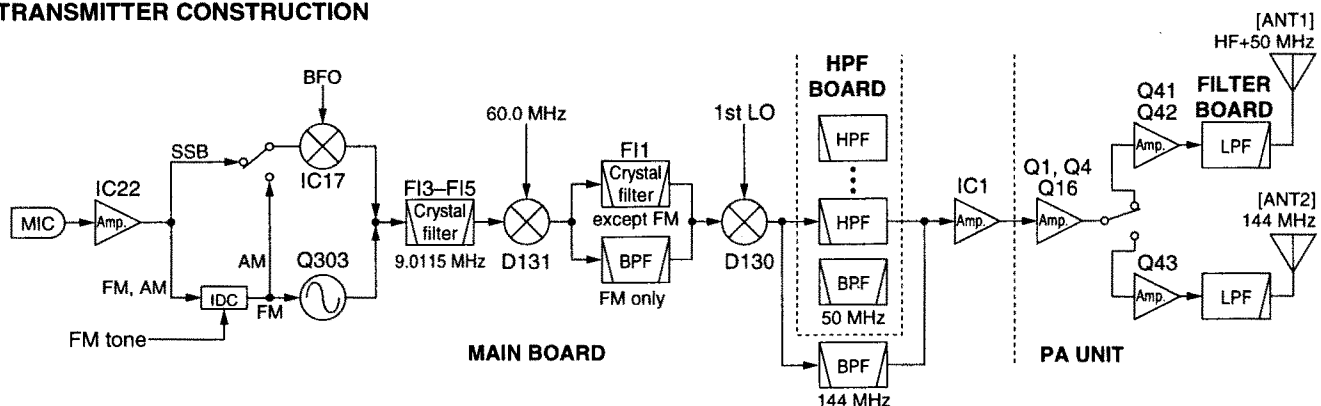 TRANSMITTER CONSTRUCTION
[ANT1]
HF+50 MHz
HPF
BOARD
BFO
60.0 MHz
1st LO
Q41
Q42
FILTER
BOARD
HPF
Amp.
LPF
SSB
IC17
FI1
Crystal
filter
IC22
FI3–FI5
Q1, Q4
Q16
IC1
MIC
Amp.
Crystal
filter
except FM
HPF
Amp.
Amp.
[ANT2]
144 MHz
9.0115 MHz
D131
BPF
D130
AM
Q303
Q43
FM, AM
IDC
FM
FM only
BPF
50 MHz
Amp.
LPF
FM tone
MAIN BOARD
BPF
144 MHz
PA UNIT